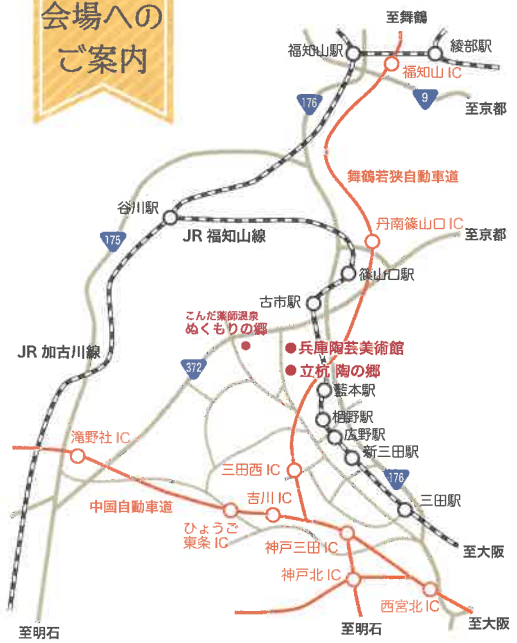 会場への
ご案内
至舞鶴
福知山駅
綾部駅
福知山IC
176
9
至京都
舞鶴若狭自動車道
谷川駅
丹南篠山口IC
175
JR 福知山線
至京都
篠山口駅
古市駅
こんだ薬師温泉
ぬくもりの郷
兵庫陶芸美術館
JR 加古川線
372
立杭 陶の郷
藍本駅
相野駅
広野駅
滝野社IC
新三田駅
三田西IC
176
吉川IC
三田駅
中国自動車道
ひょうご
東条IC
神戸三田IC
至大阪
神戸北IC
西宮北IC
至明石
至明石
至大阪